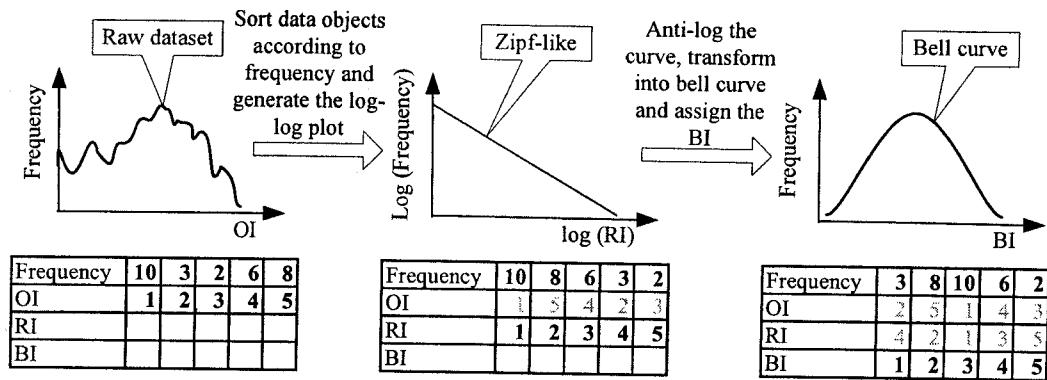 Raw dataset
Frequency
OI
Sort data objects
according to
frequency and
generate the log-
log plot
Zipf-like
Log (Frequency)
log (RI)
Anti-log the
curve, transform
into bell curve
and assign the
BI
Bell curve
Frequency
BI
Frequency 10 3 2 6 8
OI 1 2 3 4 5
RI
BI
Frequency 10 8 6 3 2
OI 1 5 4 2 3
RI 1 2 3 4 5
BI
Frequency 3 8 10 6 2
OI 2 5 1 4 3
RI 4 2 1 3 5
BI 1 2 3 4 5